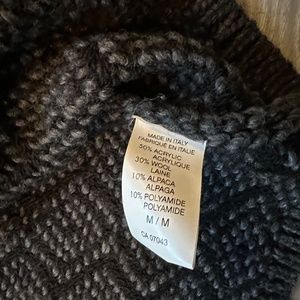 MADE IN ITALY
FABRIQUE EN ITALIE
50% ACRYLIC
ACRYLIQUE
30% WOOL
LAINE
10% ALPACA
ALPAGA
10% POLYAMIDE
POLYAMIDE
M / M
CA 07043